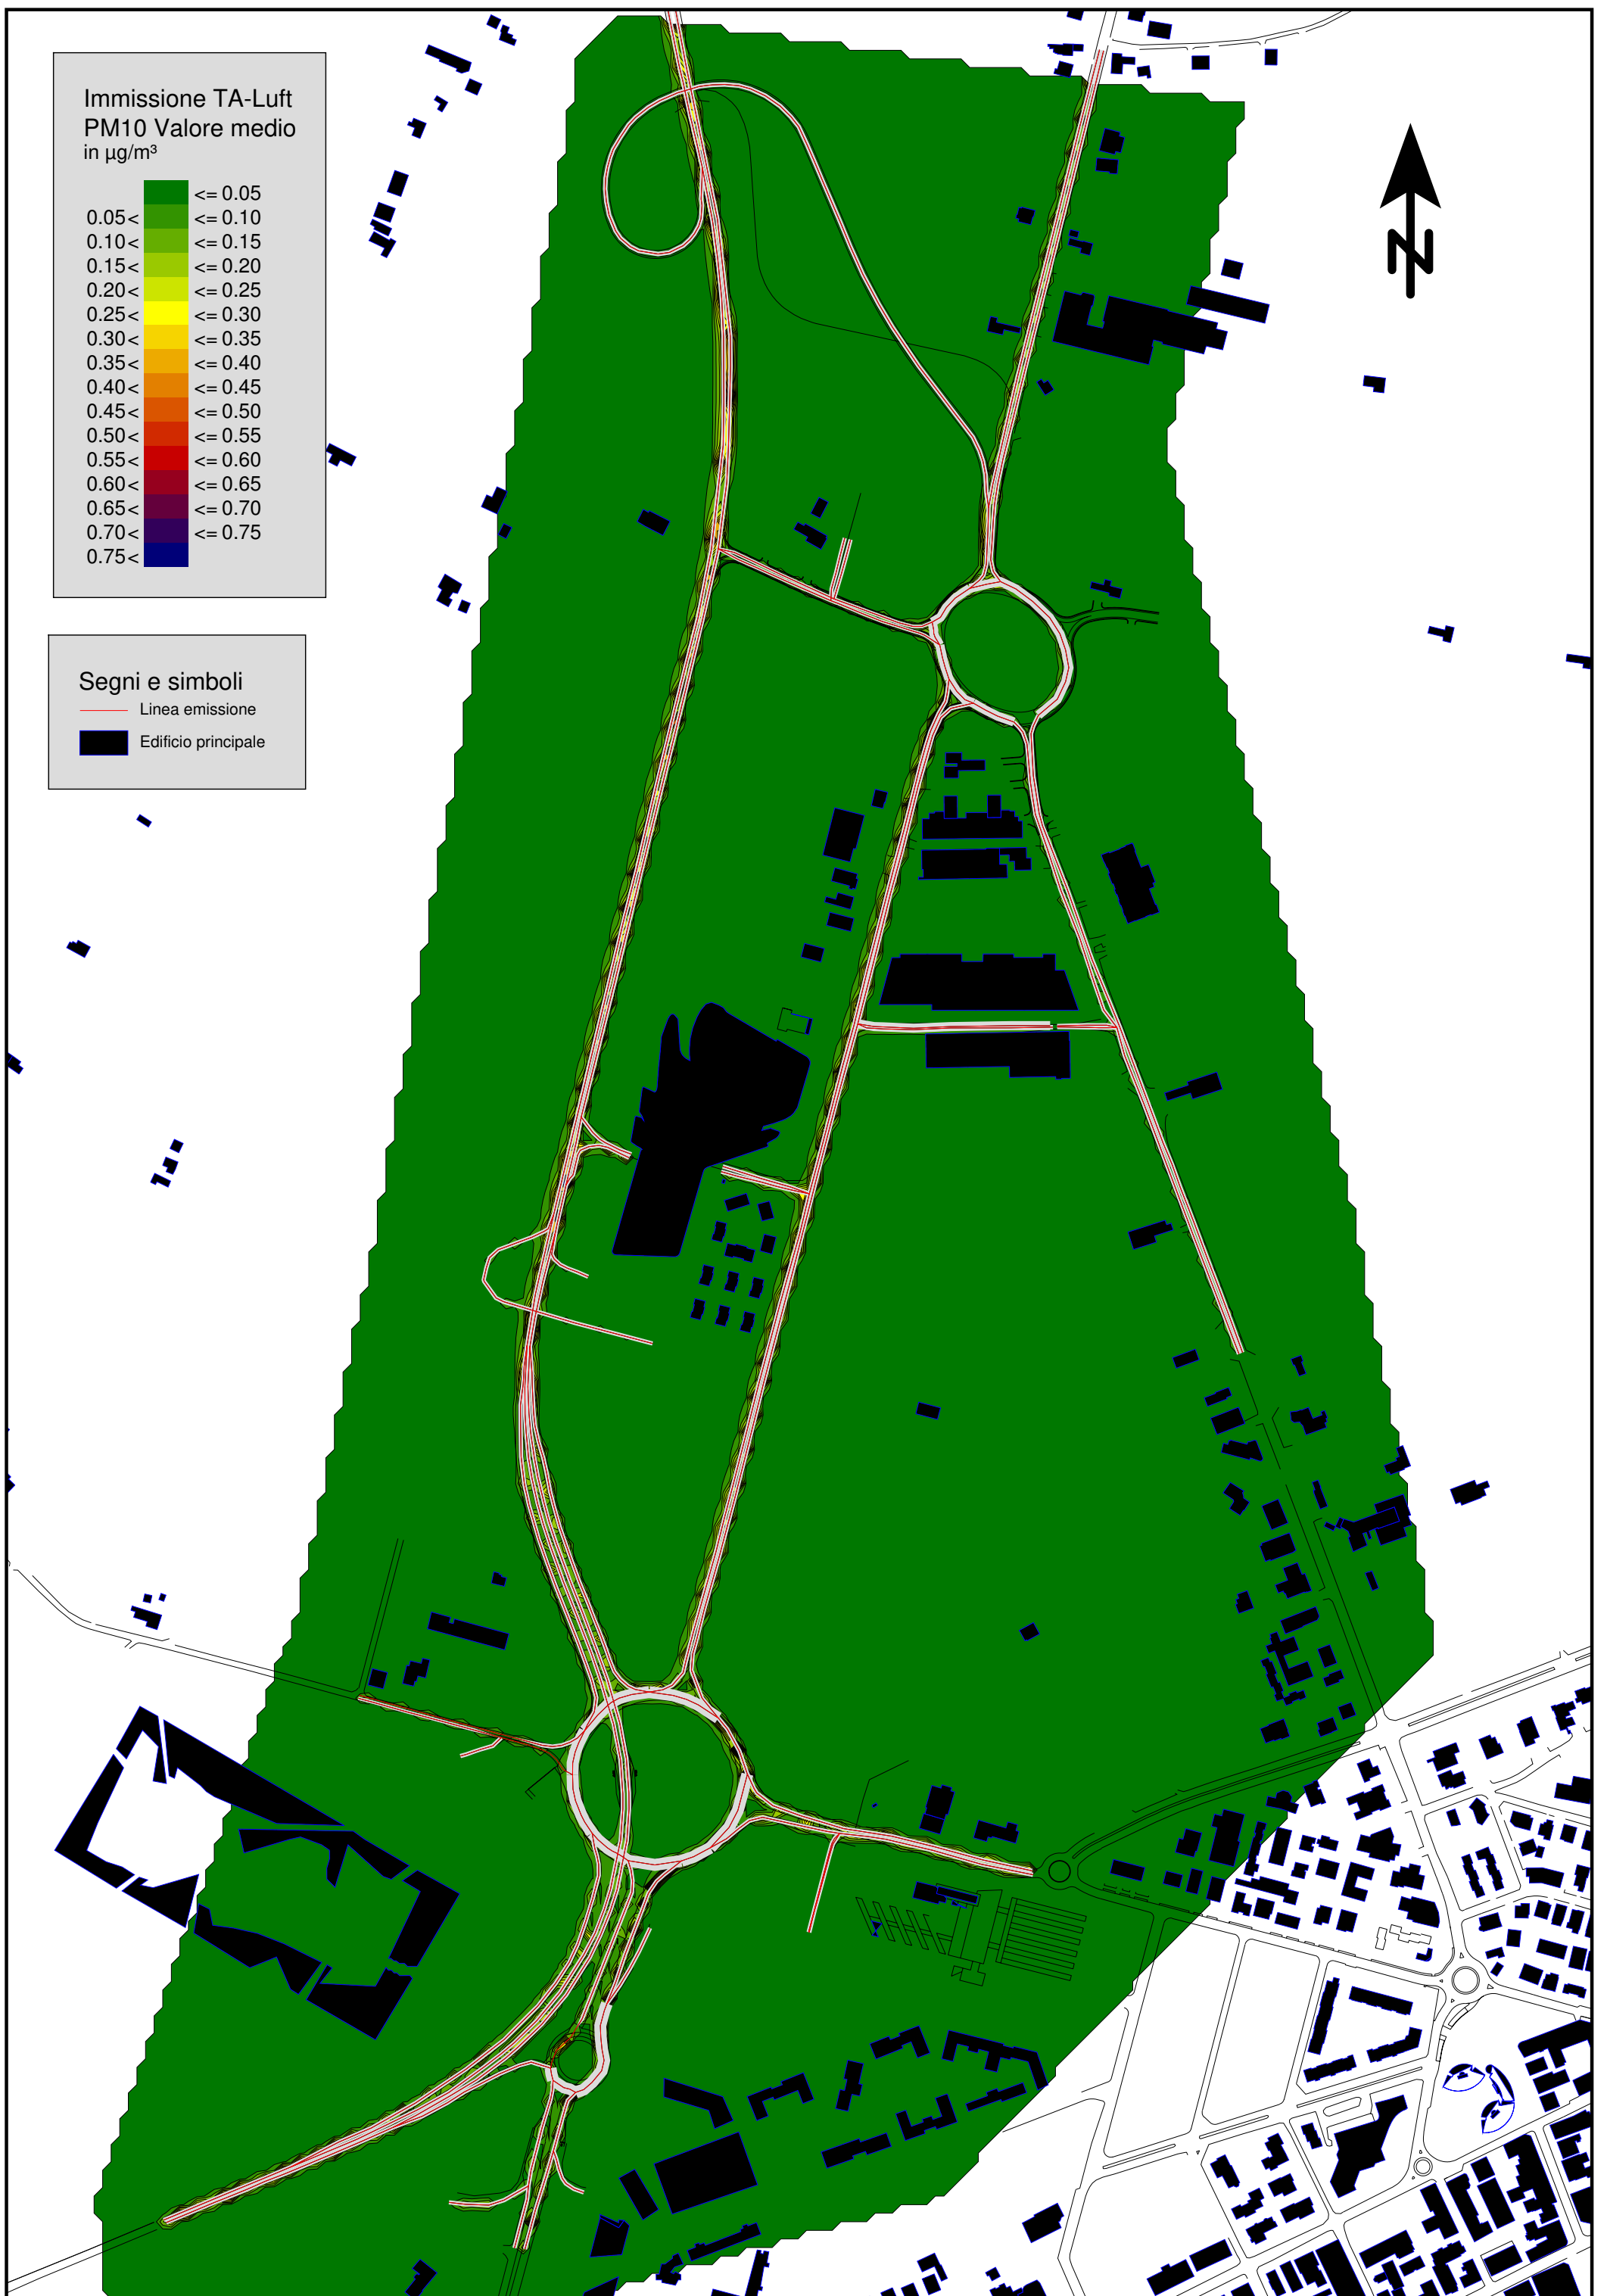 Immissione TA-Luft
PM10 Valore medio
in µg/m³
<= 0.05
0.05< <= 0.10
0.10< <= 0.15
0.15< <= 0.20
0.20< <= 0.25
0.25< <= 0.30
0.30< <= 0.35
0.35< <= 0.40
0.40< <= 0.45
0.45< <= 0.50
0.50< <= 0.55
0.55< <= 0.60
0.60< <= 0.65
0.65< <= 0.70
0.70< <= 0.75
0.75<
N
Segni e simboli
Linea emissione
Edificio principale